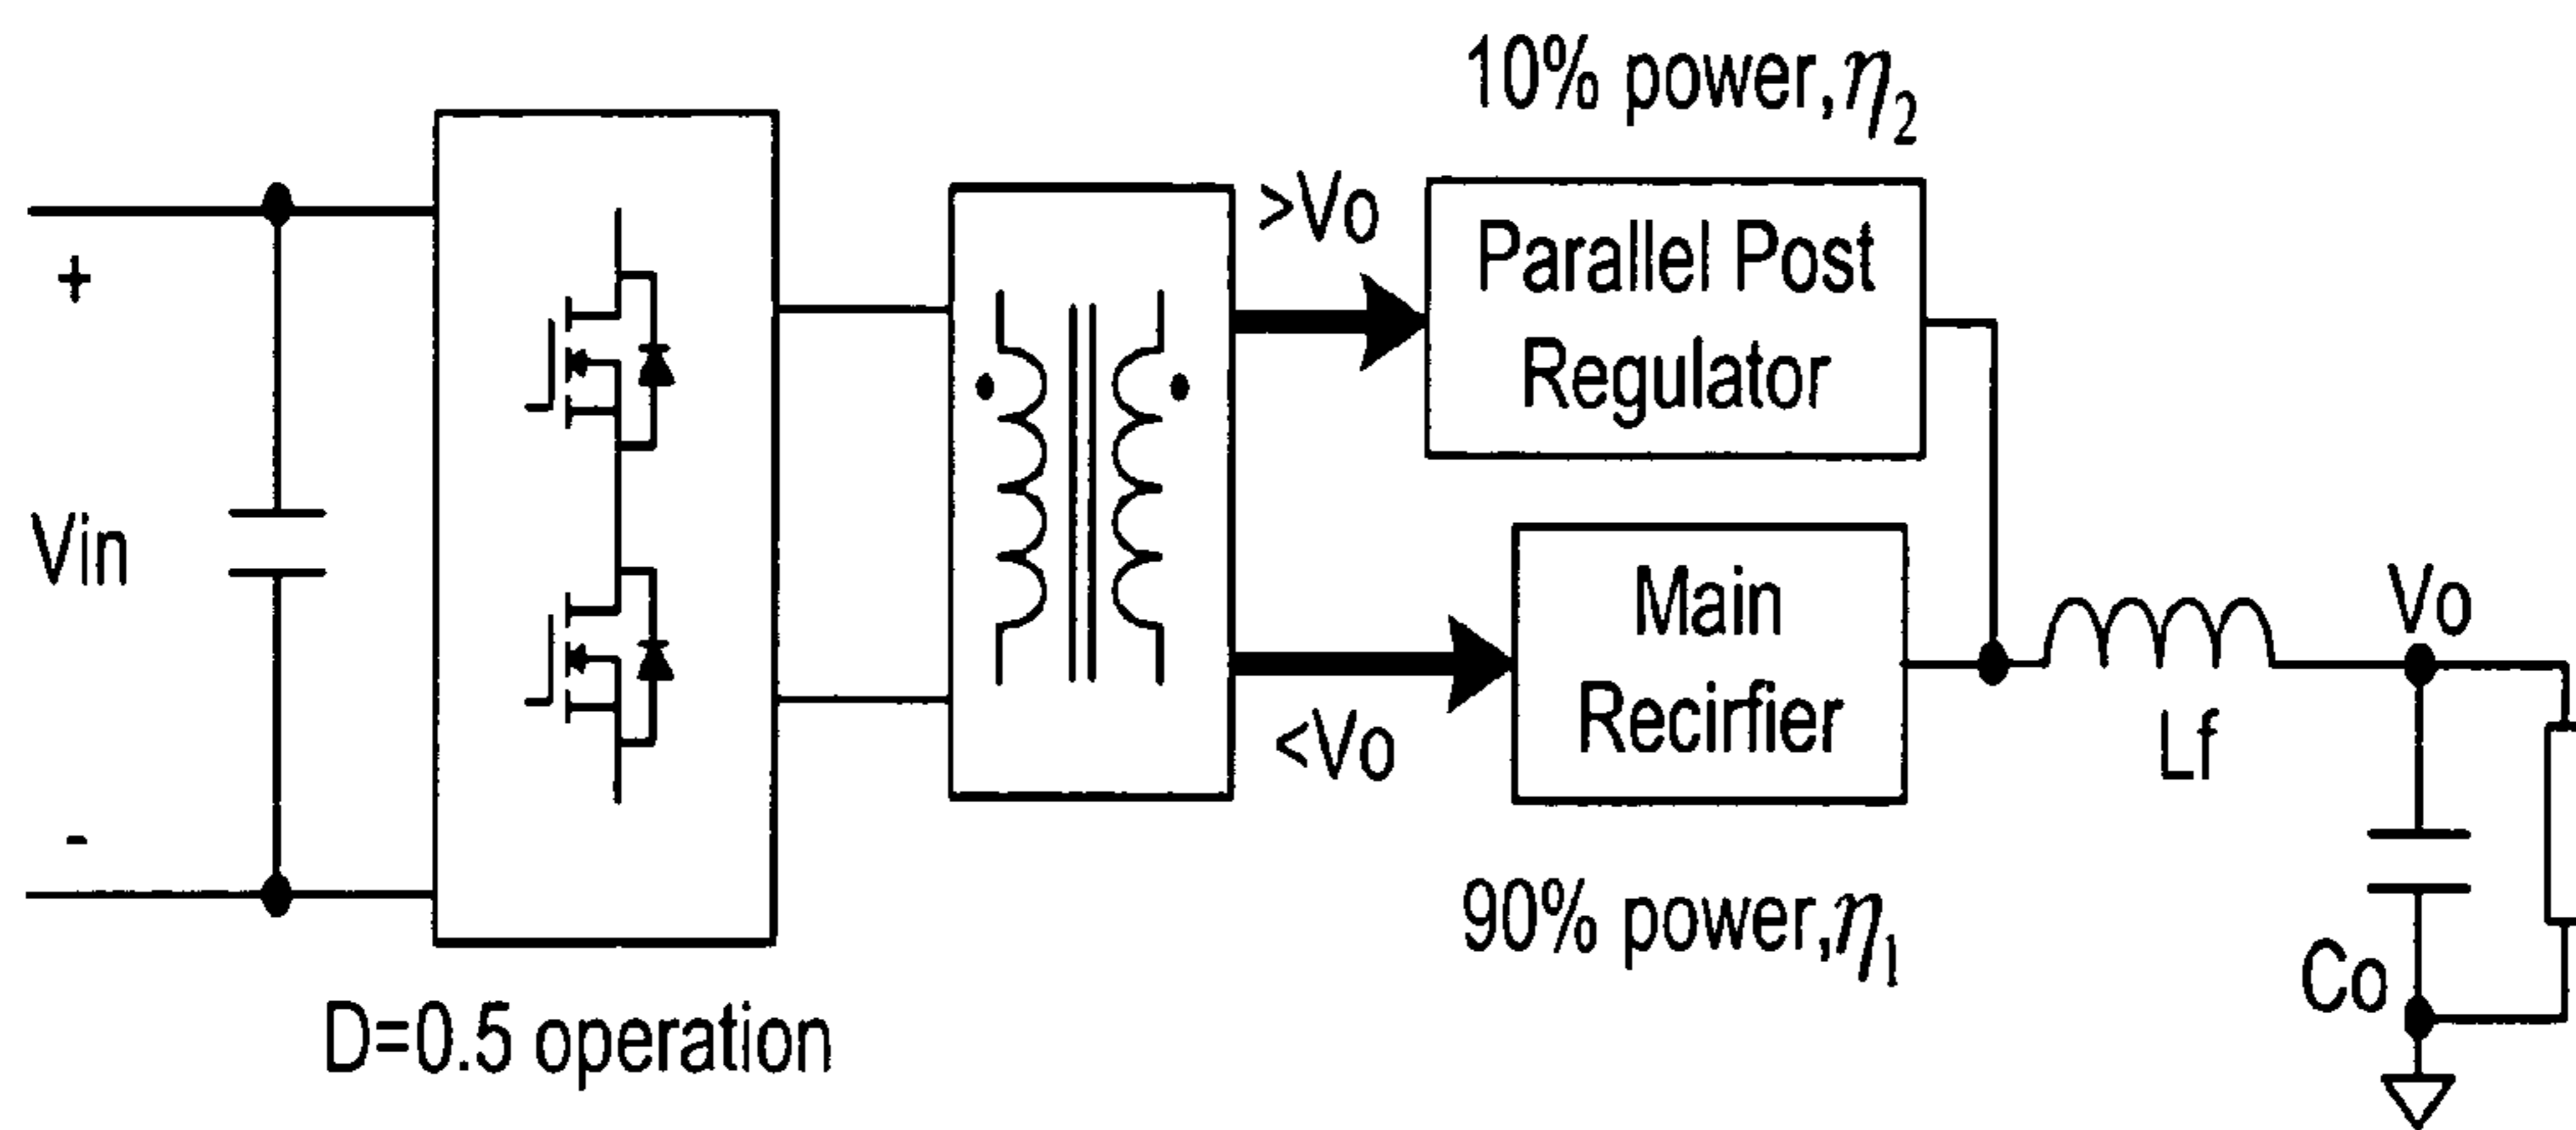 10% power,η2
>Vo
Parallel Post
Regulator
+
Vin
-
Main
Recirfier
<Vo
Vo
Lf
90% power,η1
Co
D=0.5 operation